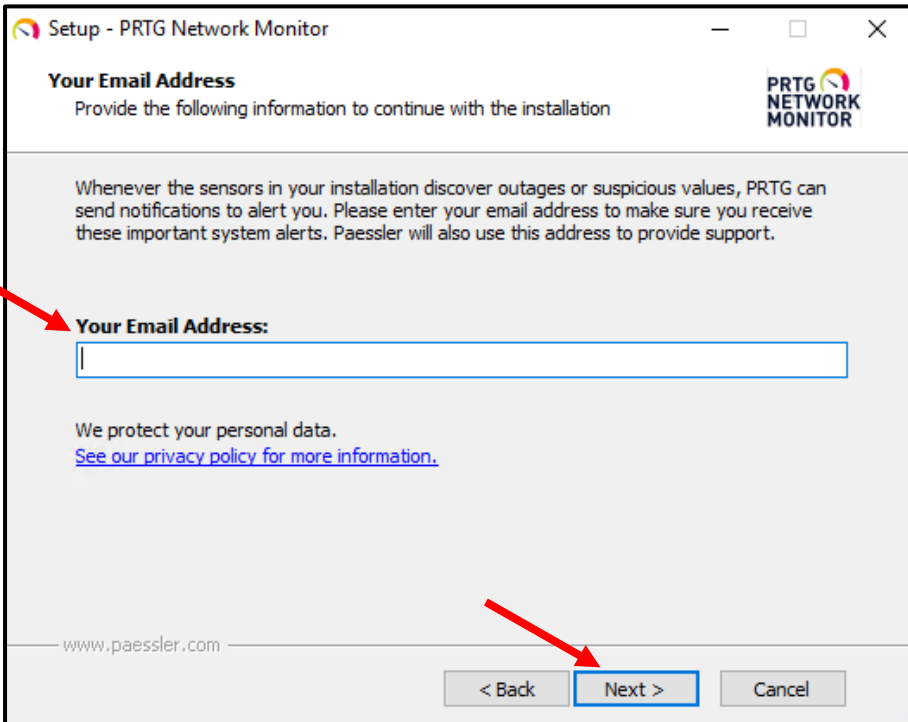 Setup - PRTG Network Monitor
Your Email Address
Provide the following information to continue with the installation
PRTG
NETWORK
MONITOR
Whenever the sensors in your installation discover outages or suspicious values, PRTG can
send notifications to alert you. Please enter your email address to make sure you receive
these important system alerts. Paessler will also use this address to provide support.
Your Email Address:
We protect your personal data.
See our privacy policy for more information.
www.paessler.com
< Back Next > Cancel